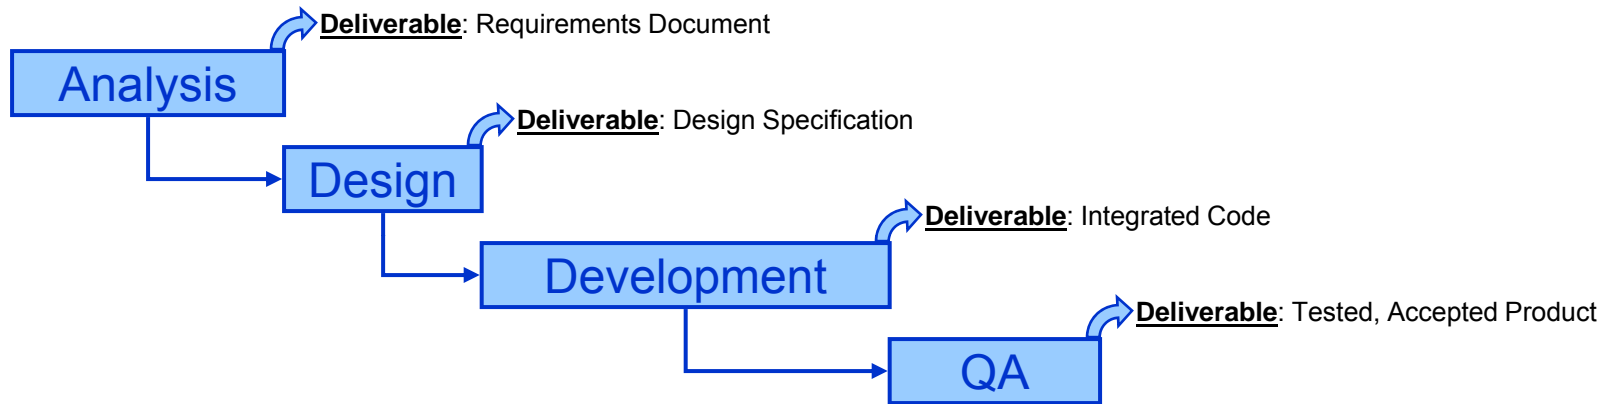 Deliverable: Requirements Document
Analysis
Deliverable: Design Specification
Design
Deliverable: Integrated Code
Development
Deliverable: Tested, Accepted Product
QA